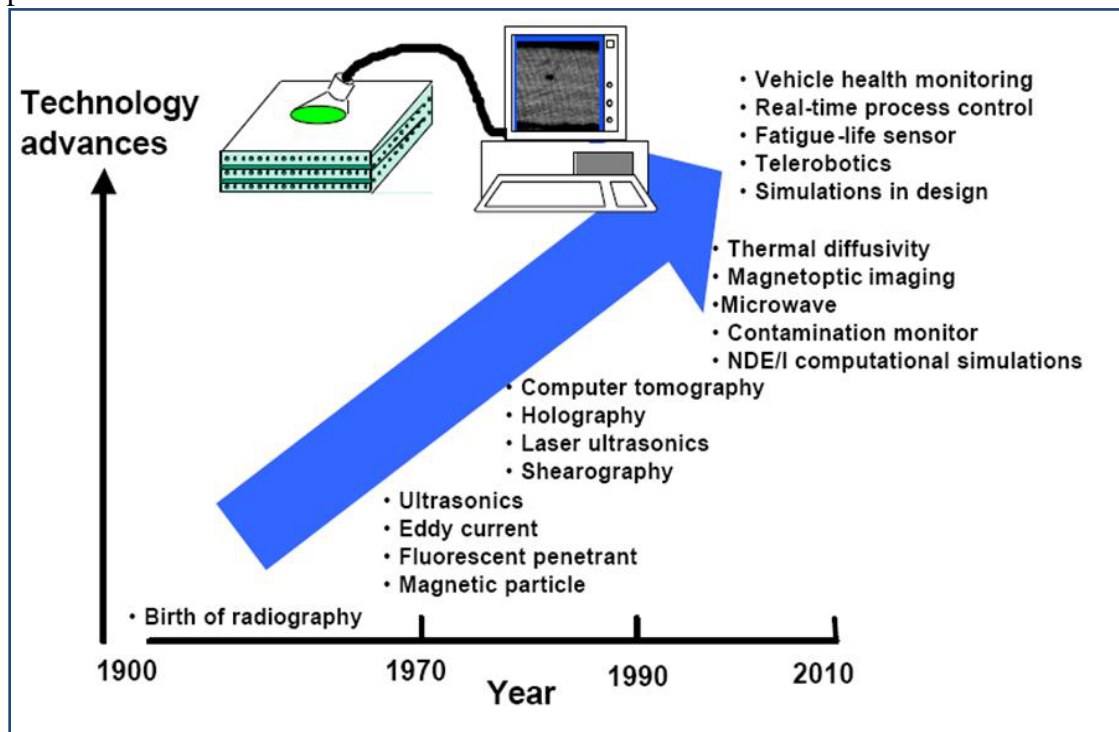 Technology
advances
• Vehicle health monitoring
• Real-time process control
• Fatigue-life sensor
• Telerobotics
• Simulations in design
• Thermal diffusivity
• Magnetoptic imaging
•Microwave
• Contamination monitor
• NDE/I computational simulations
• Computer tomography
• Holography
• Laser ultrasonics
• Shearography
• Ultrasonics
• Eddy current
• Fluorescent penetrant
• Magnetic particle
• Birth of radiography
1900
1970
1990
2010
Year